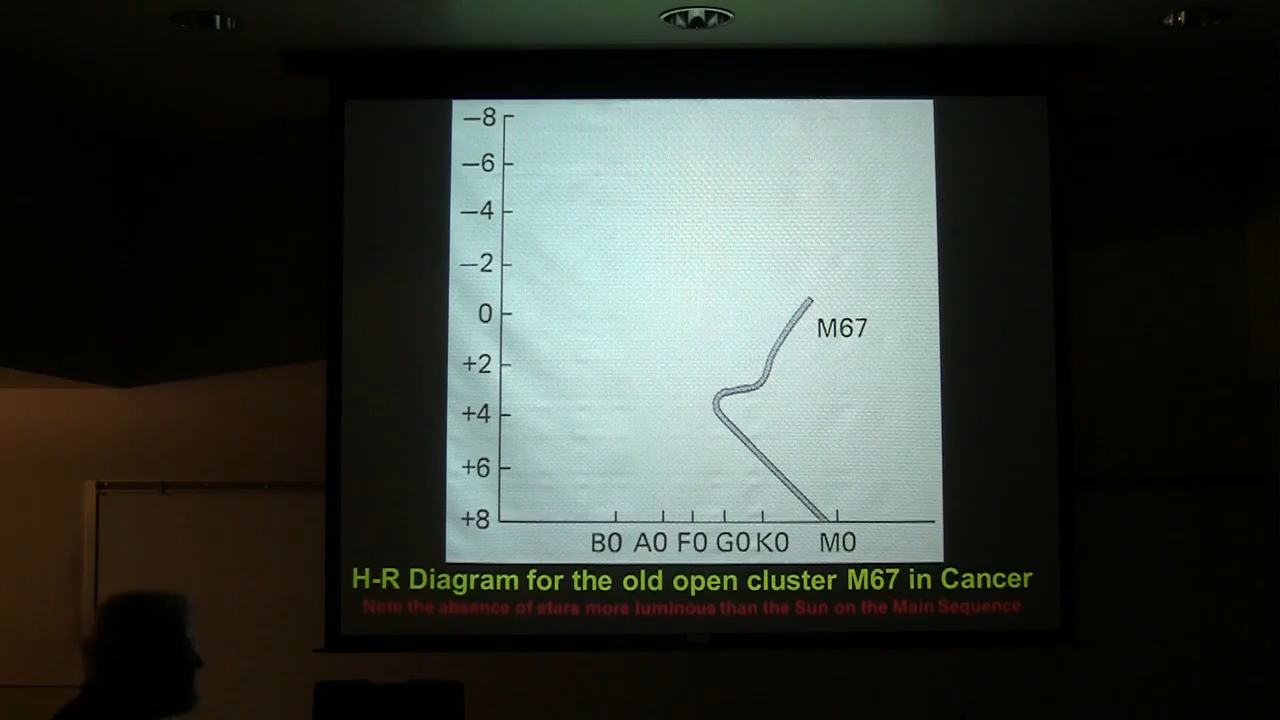 −8
−6
−4
−2
0
M67
+2
+4
+6
+8
B0 A0 F0 G0 K0 M0
H-R Diagram for the old open cluster M67 in Cancer
Note the absence of stars more luminous than the Sun on the Main Sequence